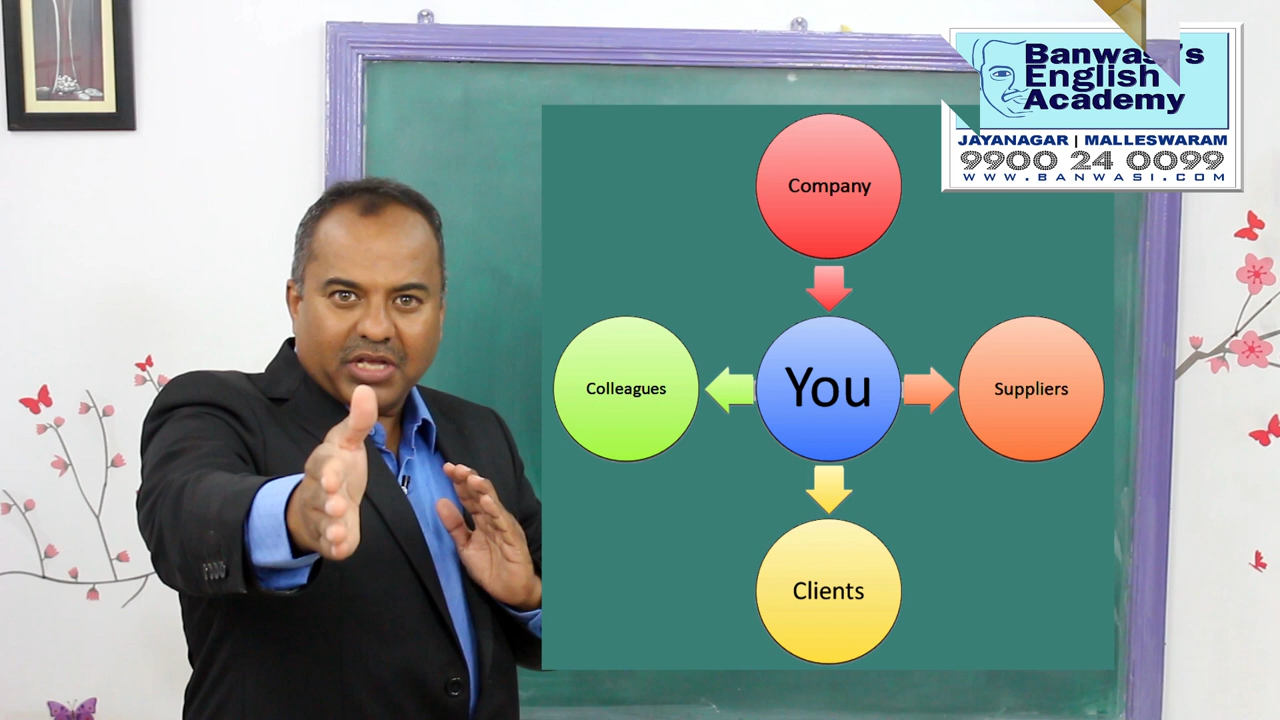 Banwasi's
English
Academy
JAYANAGAR | MALLESWARAM
9900 24 0099
WWW.BANWASI.COM
Company
Colleagues
You
Suppliers
Clients